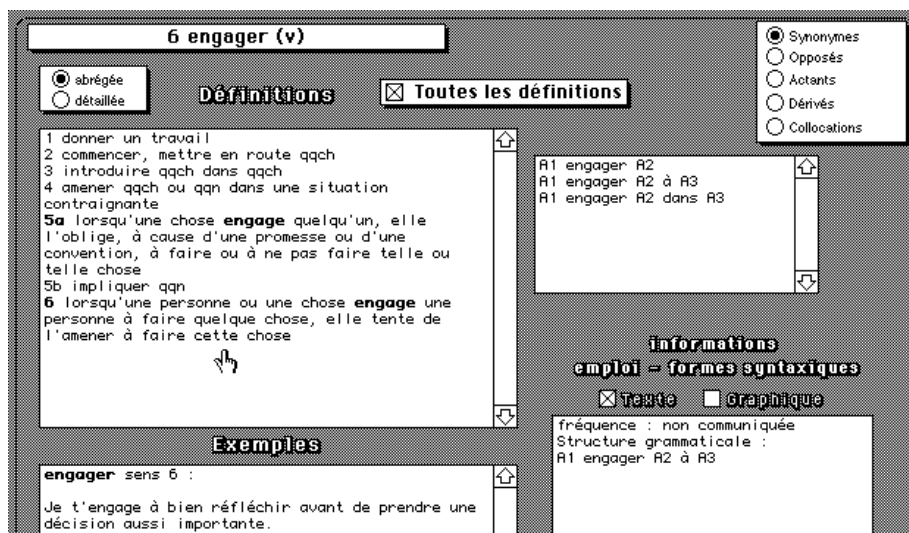 6 engager (v)
abrégée
détaillée
Définitions
Toutes les définitions
Synonymes
Opposés
Actants
Dérivés
Collocations
1 donner un travail
2 commencer, mettre en route qqch
3 introduire qqch dans qqch
4 amener qqch ou qqn dans une situation
contraignante
5a lorsqu'une chose engage quelqu'un, elle
l'oblige, à cause d'une promesse ou d'une
convention, à faire ou à ne pas faire telle ou
telle chose
5b impliquer qqn
6 lorsqu'une personne ou une chose engage une
personne à faire quelque chose, elle tente de
l'amener à faire cette chose
A1 engager A2
A1 engager A2 à A3
A1 engager A2 dans A3
informations
emploi - formes syntaxiques
Texte
Graphique
fréquence : non communiquée
Structure grammaticale :
A1 engager A2 à A3
Exemples
engager sens 6 :
Je t'engage à bien réfléchir avant de prendre une
décision aussi importante.